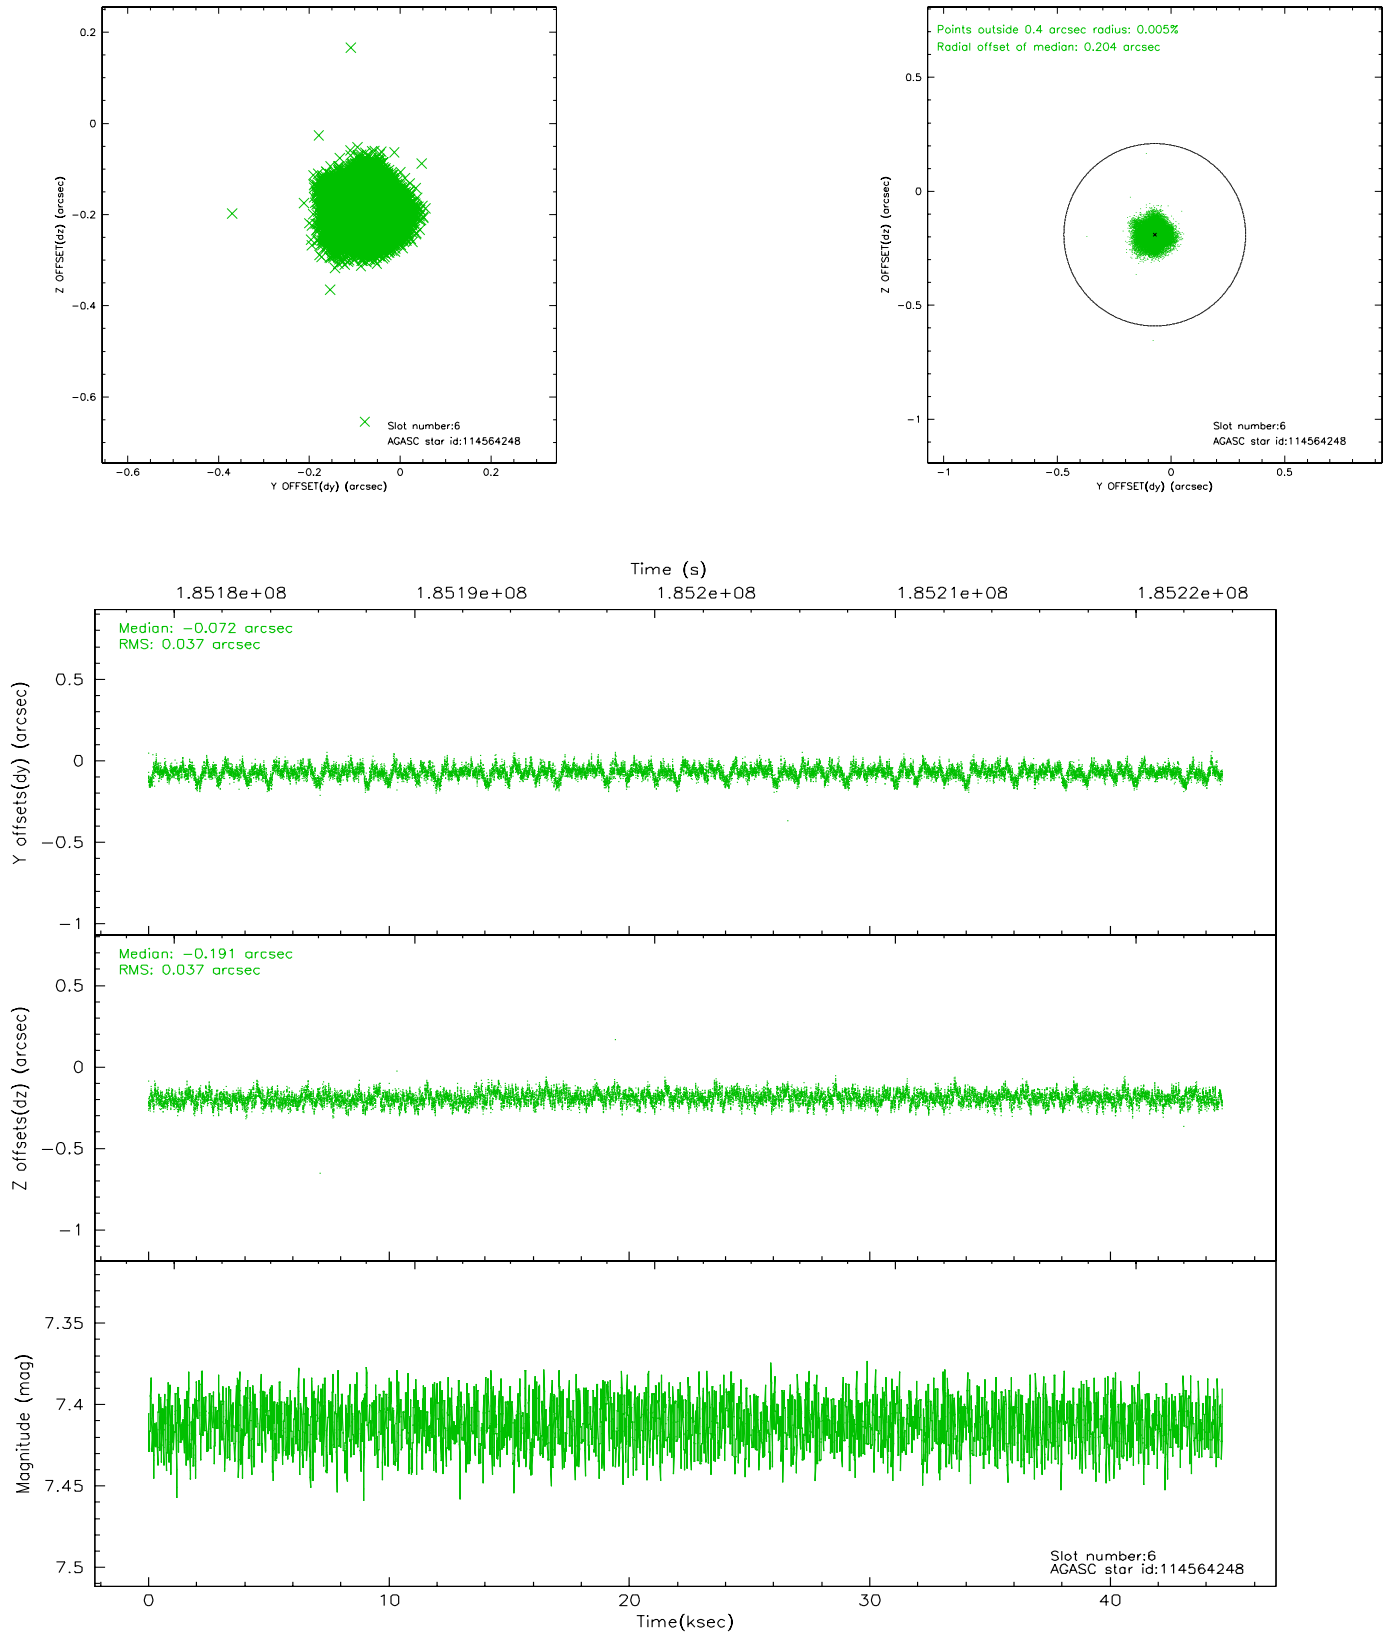 0.2
0
-0.2
-0.4
-0.6
Z OFFSET(dz) (arcsec)
Slot number:6
AGASC star id:114564248
-0.6
-0.4
-0.2
0
0.2
Y OFFSET(dy) (arcsec)
Points outside 0.4 arcsec radius: 0.005%
Radial offset of median: 0.204 arcsec
0.5
0
-0.5
-1
Z OFFSET(dz) (arcsec)
Slot number:6
AGASC star id:114564248
-1
-0.5
0
0.5
Y OFFSET(dy) (arcsec)
Time (s)
1.8518e+08
1.8519e+08
1.852e+08
1.8521e+08
1.8522e+08
Median: -0.072 arcsec
RMS: 0.037 arcsec
0.5
0
-0.5
-1
Y offsets(dy) (arcsec)
Median: -0.191 arcsec
RMS: 0.037 arcsec
0.5
0
-0.5
-1
Z offsets(dz) (arcsec)
7.35
7.4
7.45
7.5
Magnitude (mag)
Slot number:6
AGASC star id:114564248
0
10
20
30
40
Time(ksec)